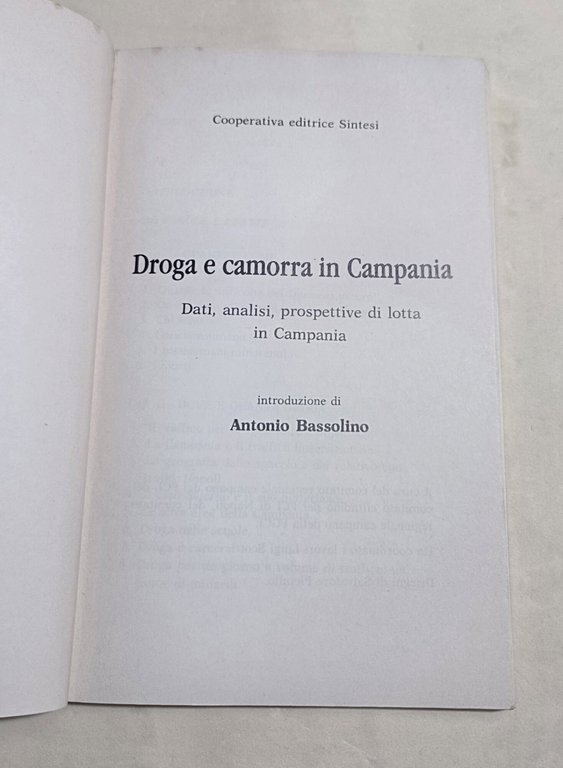 Cooperativa editrice Sintesi
Droga e camorra in Campania
Dati, analisi, prospettive di lotta
in Campania
introduzione di
Antonio Bassolino